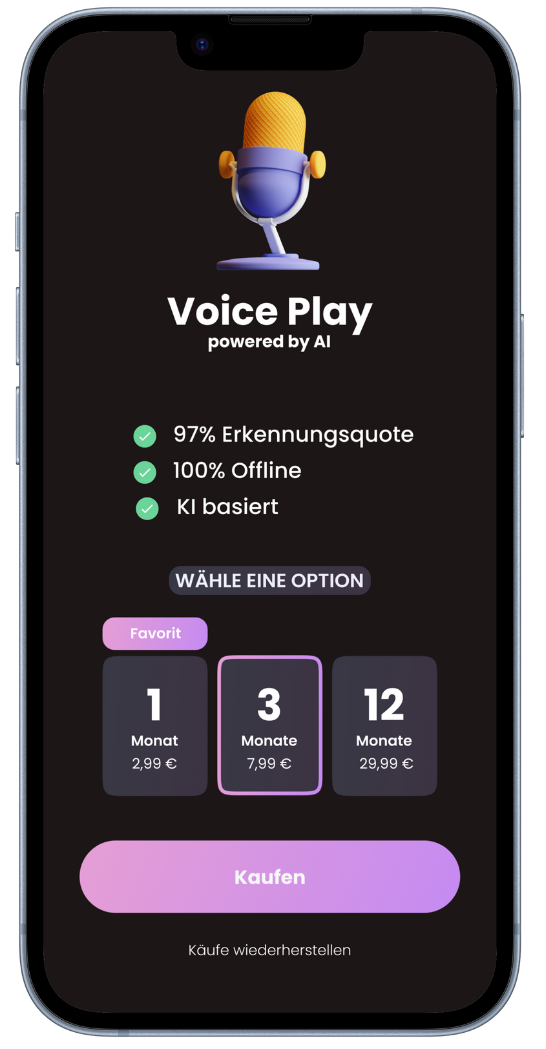 Voice Play
powered by AI
97% Erkennungsquote
100% Offline
KI basiert
WÄHLE EINE OPTION
Favorit
1
Monat
2,99 €
3
Monate
7,99 €
12
Monate
29,99 €
Kaufen
Käufe wiederherstellen